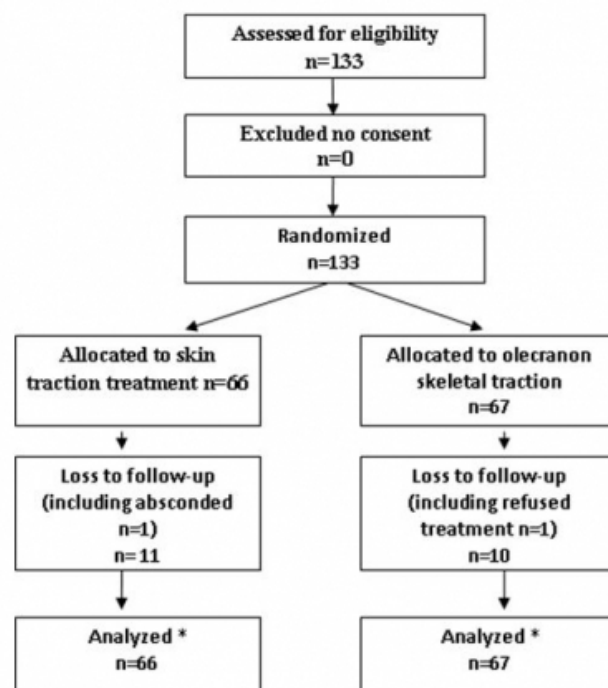 Assessed for eligibility
n=133
Excluded no consent
n=0
Randomized
n=133
Allocated to skin
traction treatment n=66
Allocated to olecranon
skeletal traction
n=67
Loss to follow-up
(including absconded
n=1)
n= 11
Loss to follow-up
(including refused
treatment n=1)
n=10
Analyzed *
n=66
Analyzed *
n=67